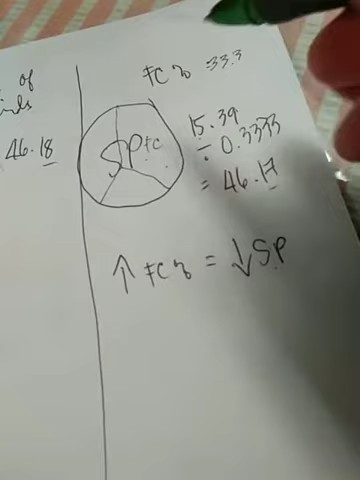 of
46.18
FC% = 33.3
SP FC
15.39
÷ 0.3333
= 46.17
↑ FC% = ↓ SP